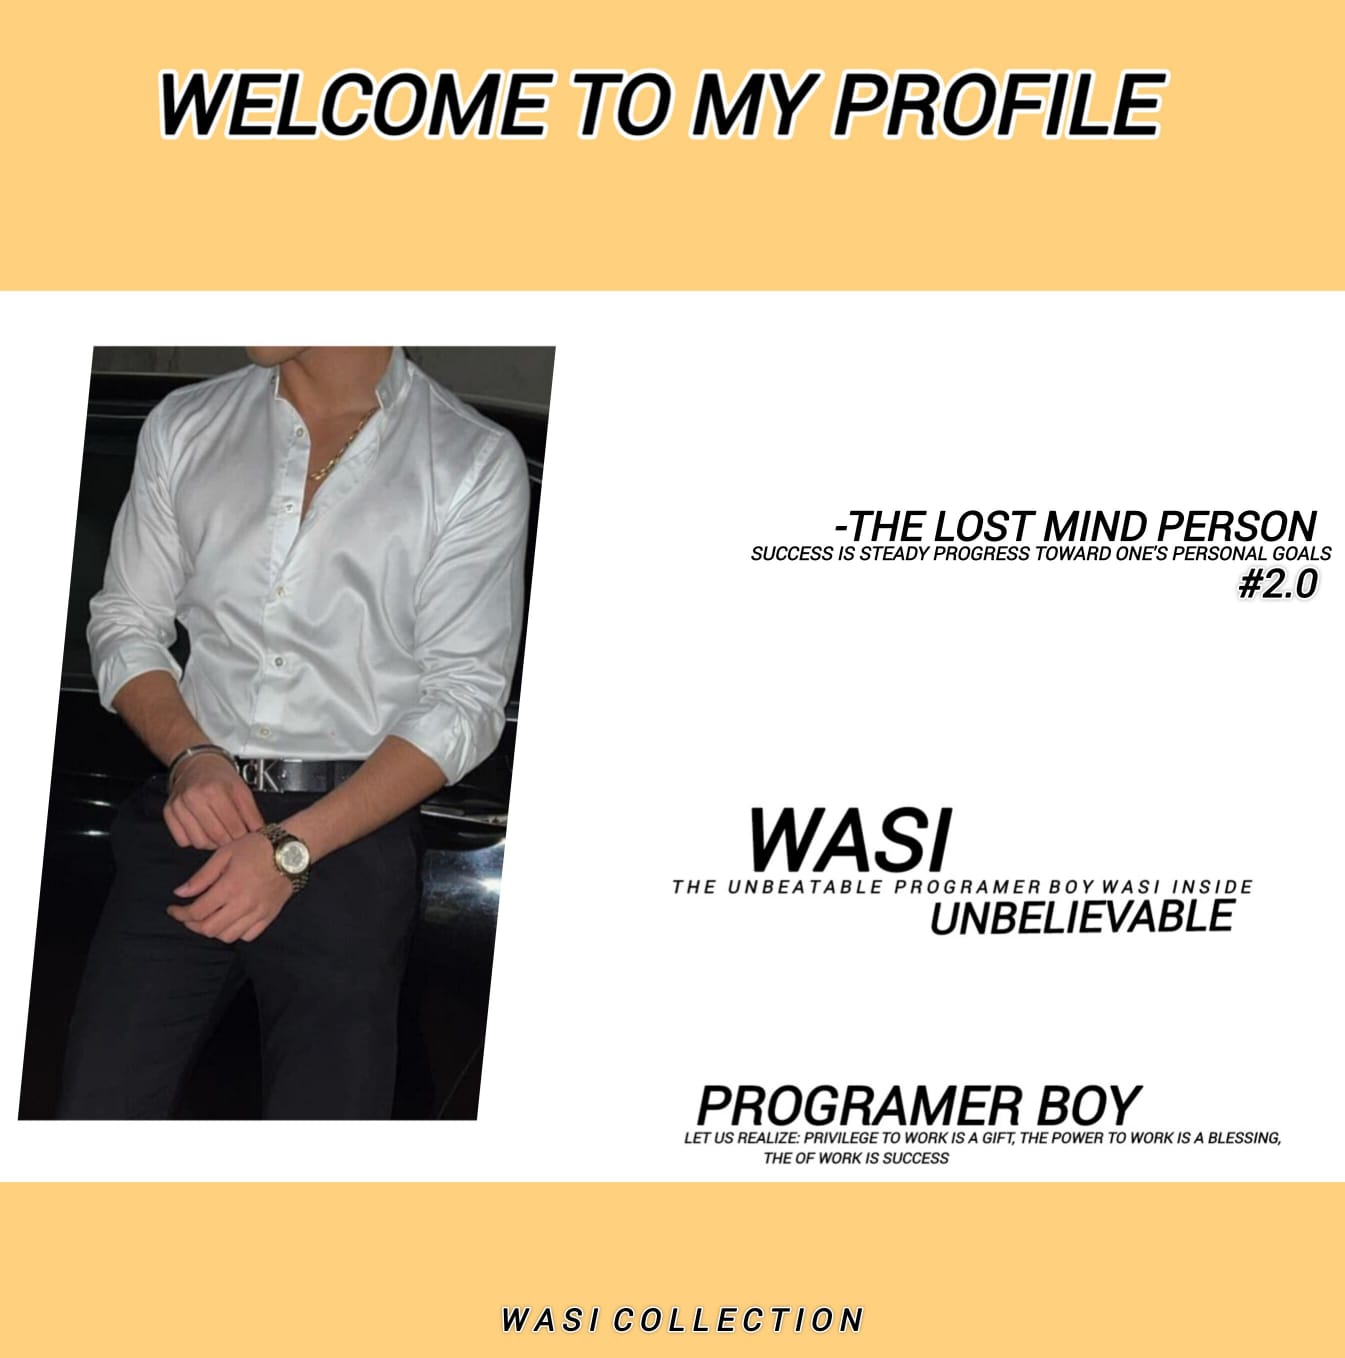 WELCOME TO MY PROFILE
-THE LOST MIND PERSON
SUCCESS IS STEADY PROGRESS TOWARD ONE'S PERSONAL GOALS
#2.0
CK
WASI
THE UNBEATABLE PROGRAMER BOY WASI INSIDE
UNBELIEVABLE
PROGRAMER BOY
LET US REALIZE: PRIVILEGE TO WORK IS A GIFT, THE POWER TO WORK IS A BLESSING,
THE OF WORK IS SUCCESS
WASI COLLECTION